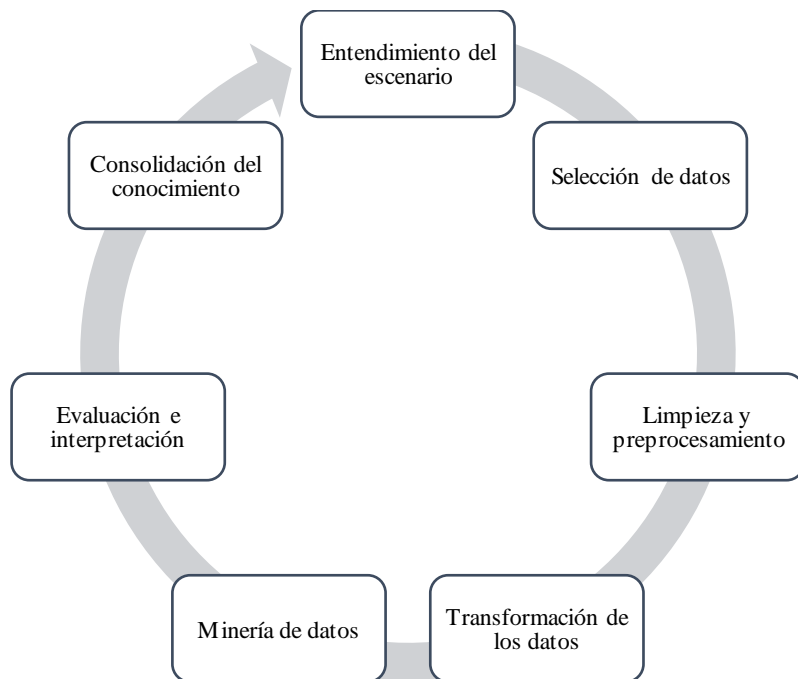 Entendimiento del
escenario
Selección de datos
Limpieza y
preprocesamiento
Transformación de
los datos
Minería de datos
Evaluación e
interpretación
Consolidación del
conocimiento